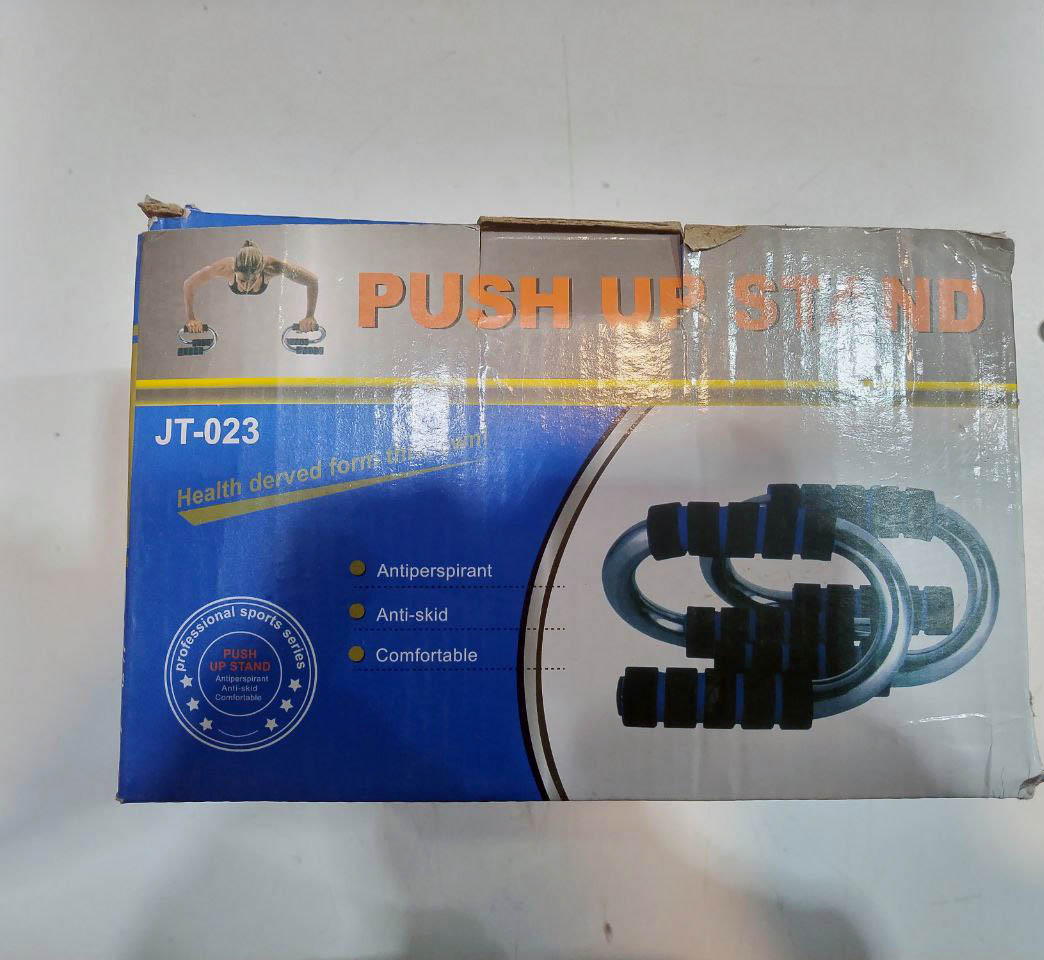 PUSH UP STAND
JT-023
Health derved form
Antiperspirant
Anti-skid
Comfortable
professional sports series
PUSH
UP STAND
Antiperspirant
Anti-skid
Comfortable